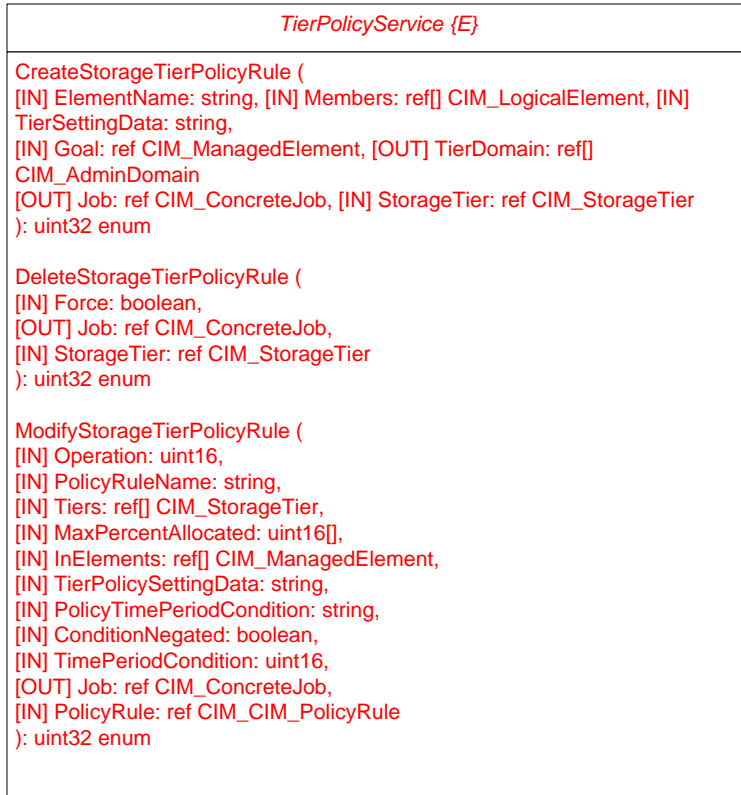 TierPolicyService {E}
CreateStorageTierPolicyRule (
[IN] ElementName: string, [IN] Members: ref[] CIM_LogicalElement, [IN]
TierSettingData: string,
[IN] Goal: ref CIM_ManagedElement, [OUT] TierDomain: ref[]
CIM_AdminDomain
[OUT] Job: ref CIM_ConcreteJob, [IN] StorageTier: ref CIM_StorageTier
): uint32 enum
DeleteStorageTierPolicyRule (
[IN] Force: boolean,
[OUT] Job: ref CIM_ConcreteJob,
[IN] StorageTier: ref CIM_StorageTier
): uint32 enum
ModifyStorageTierPolicyRule (
[IN] Operation: uint16,
[IN] PolicyRuleName: string,
[IN] Tiers: ref[] CIM_StorageTier,
[IN] MaxPercentAllocated: uint16[],
[IN] InElements: ref[] CIM_ManagedElement,
[IN] TierPolicySettingData: string,
[IN] PolicyTimePeriodCondition: string,
[IN] ConditionNegated: boolean,
[IN] TimePeriodCondition: uint16,
[OUT] Job: ref CIM_ConcreteJob,
[IN] PolicyRule: ref CIM_CIM_PolicyRule
): uint32 enum